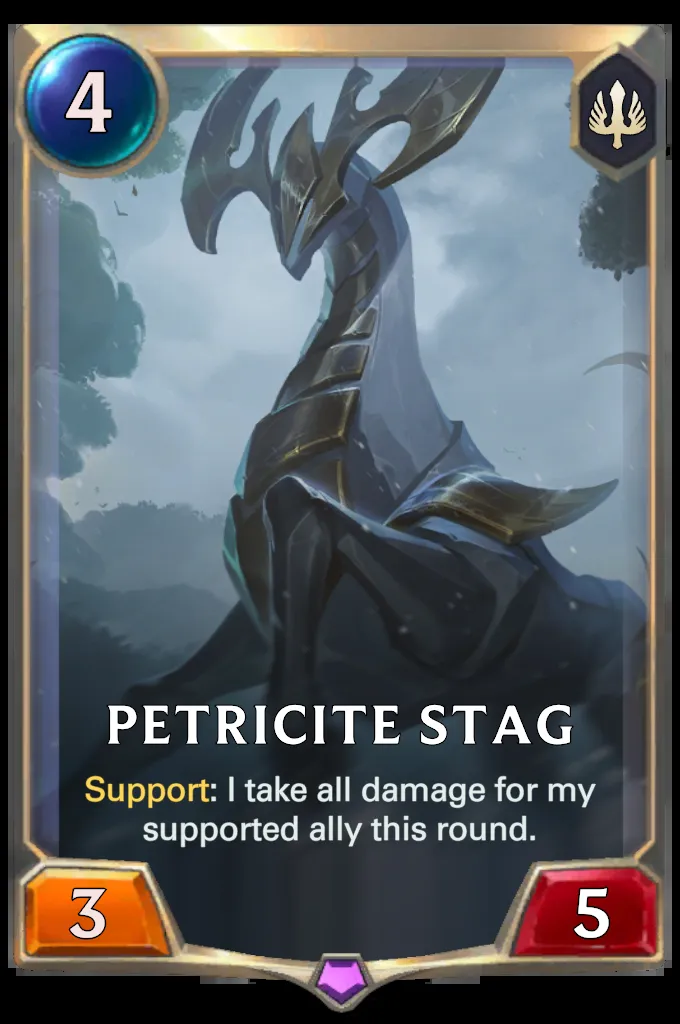 4
PETRICITE STAG
Support: I take all damage for my
supported ally this round.
3
5